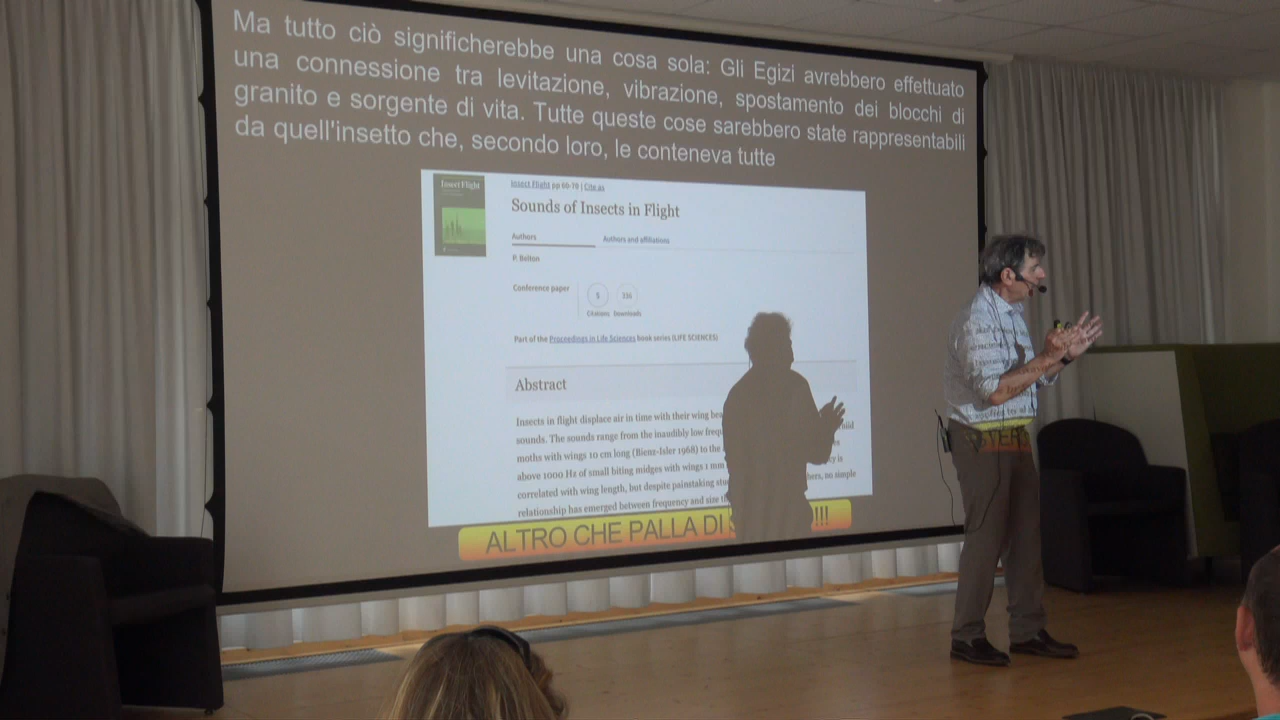 Ma tutto ciò significherebbe una cosa sola: Gli Egizi avrebbero effettuato
una connessione tra levitazione, vibrazione, spostamento dei blocchi di
granito e sorgente di vita. Tutte queste cose sarebbero state rappresentabili
da quell'insetto che, secondo loro, le conteneva tutte
Insect Flight
Insect Flight pp 60-70 | Cite as
Sounds of Insects in Flight
Authors
Authors and affiliations
P. Belton
Conference paper
5
Citations
336
Downloads
Part of the Proceedings in Life Sciences book series (LIFE SCIENCES)
Abstract
Insects in flight displace air in time with their wing
sounds. The sounds range from the inaudibly low
moths with wings 10 cm long (Bienz-Isler 1968) to the
above 1000 Hz of small biting midges with wings 1 mm is
correlated with wing length, but despite painstaking no simple
relationship has emerged between frequency and size
ALTRO CHE PALLA DI !!!